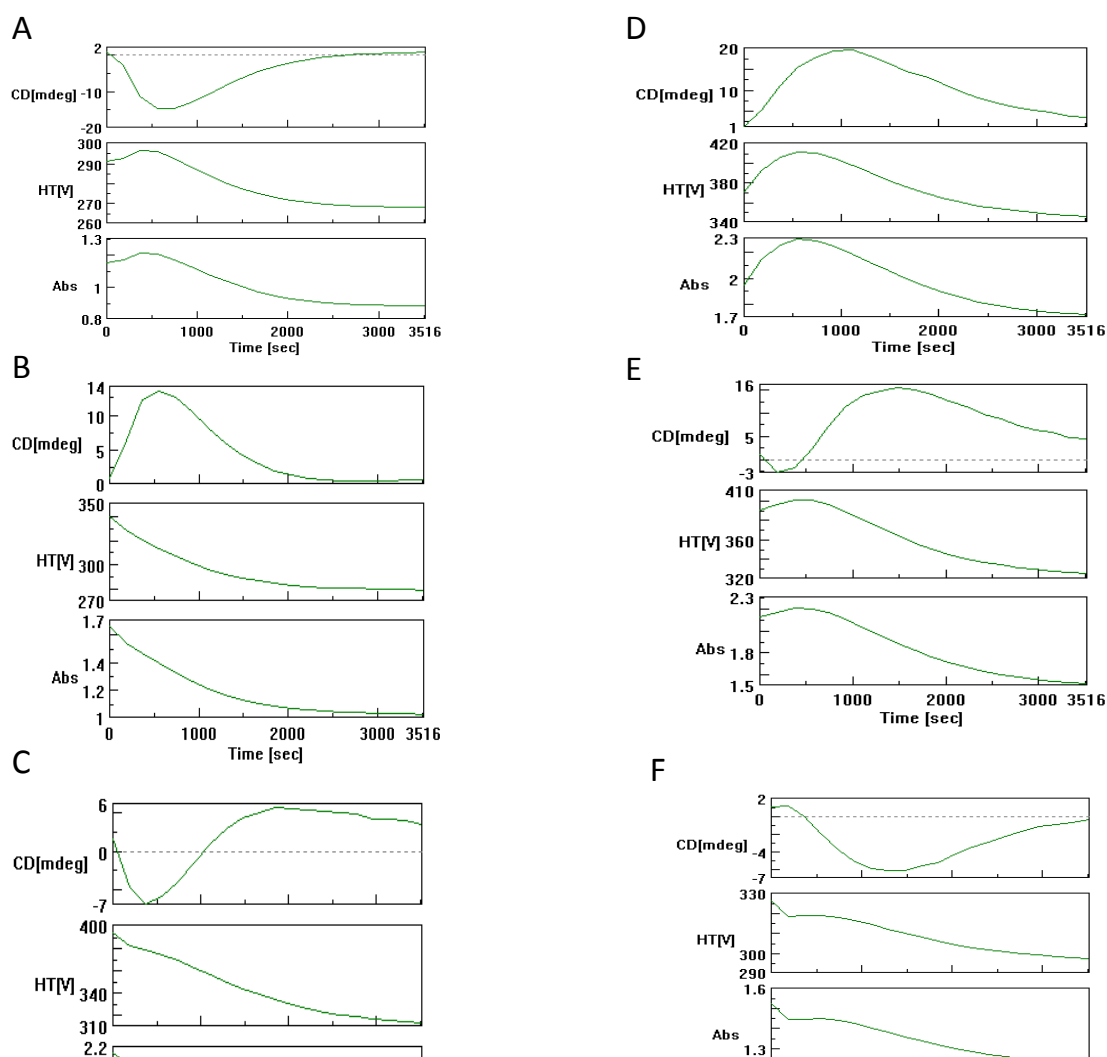 A
2
CD[mdeg] -10
-20
300
290
HT[V]
270
260
1.3
Abs 1
0.8
0 1000 2000 3000 3516
Time [sec]
B
14
10
CD[mdeg]
5
0
350
HT[V] 300
270
1.7
1.4
Abs
1.2
1
0 1000 2000 3000 3516
Time [sec]
C
6
CD[mdeg] 0
-7
400
HT[V] 340
310
2.2
D
20
CD[mdeg] 10
1
420
HT[V] 380
340
2.3
Abs 2
1.7
0 1000 2000 3000 3516
Time [sec]
E
16
CD[mdeg] 5
-3
410
HT[V] 360
320
2.3
Abs 1.8
1.5
0 1000 2000 3000 3516
Time [sec]
F
2
CD[mdeg] -4
-7
330
HT[V]
300
290
1.6
Abs
1.3